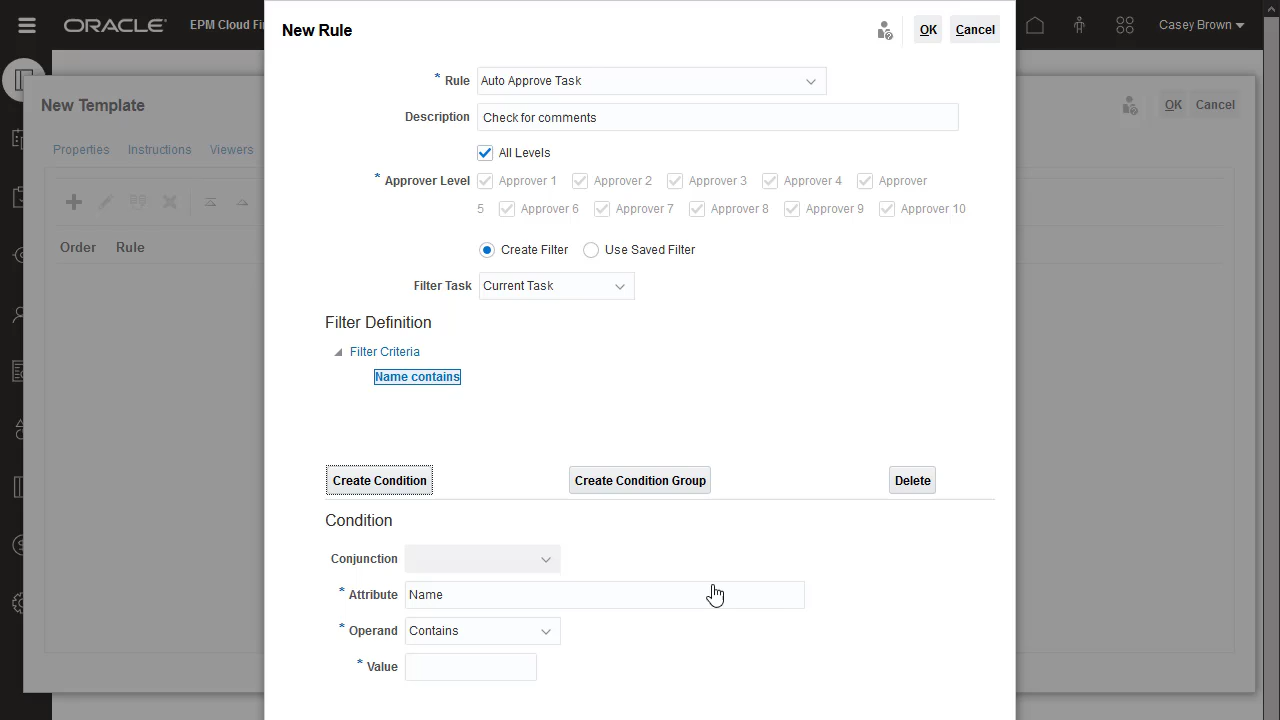 ORACLE
EPM Cloud Fi
Casey Brown
New Template
OK
Cancel
Properties
Instructions
Viewers
Order
Rule
New Rule
OK
Cancel
* Rule
Auto Approve Task
Description
Check for comments
All Levels
* Approver Level
Approver 1
Approver 2
Approver 3
Approver 4
Approver
5
Approver 6
Approver 7
Approver 8
Approver 9
Approver 10
Create Filter
Use Saved Filter
Filter Task
Current Task
Filter Definition
Filter Criteria
Name contains
Create Condition
Create Condition Group
Delete
Condition
Conjunction
* Attribute
Name
* Operand
Contains
* Value